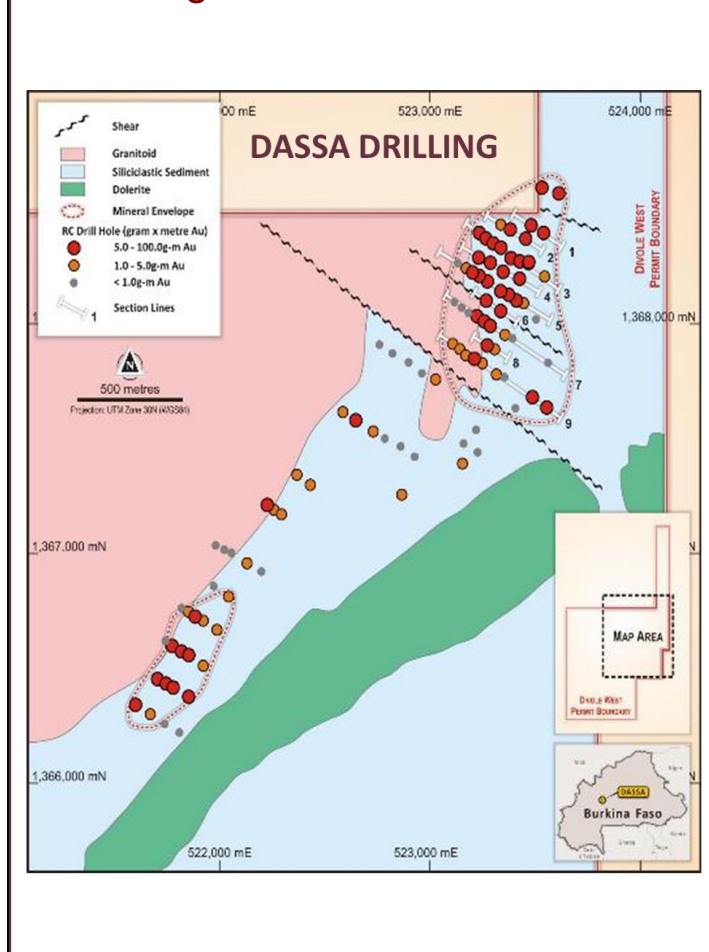 g
00 mE
523,000 mE
524,000 mE
DASSA DRILLING
Shear
Granitoid
Siliciclastic Sediment
Dolerite
Mineral Envelope
RC Drill Hole (gram x metre Au)
5.0 - 100.0g-m Au
1.0 - 5.0g-m Au
< 1.0g-m Au
1 Section Lines
DIVOLE WEST
PERMIT BOUNDARY
1
2
3
4
5
6
7
8
9
1,368,000 mN
N
500 metres
Projection: UTM Zone 30N (WGS84)
1,367,000 mN
N
MAP AREA
DIVOLE WEST
PERMIT BOUNDARY
1,366,000 mN
N
Mali
Niger
DASSA
Burkina Faso
Ghana
Togo
522,000 mE
523,000 mE